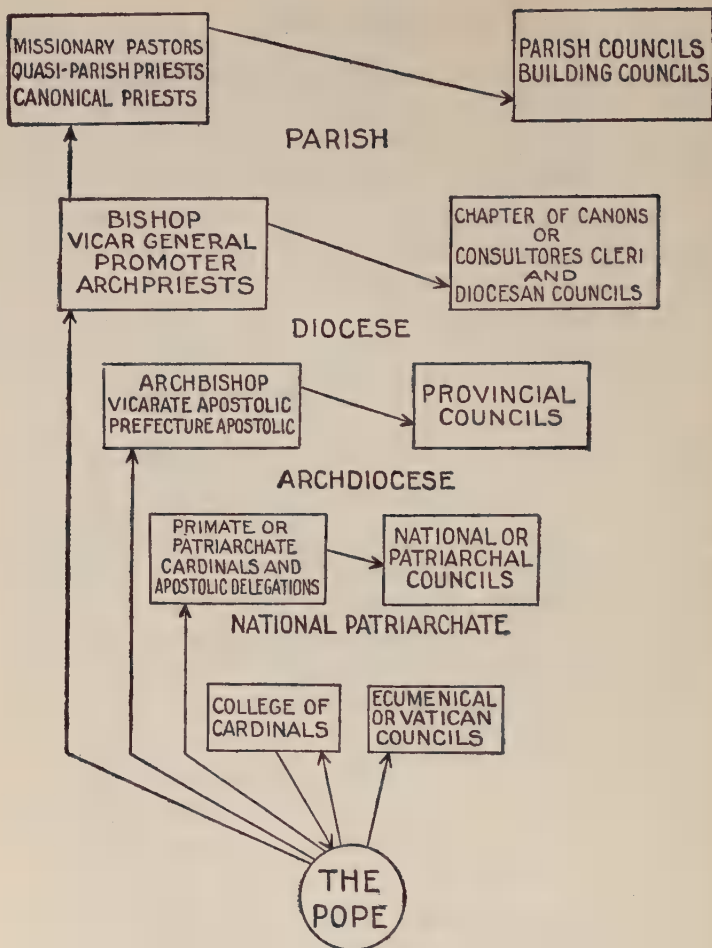 MISSIONARY PASTORS
QUASI-PARISH PRIESTS
CANONICAL PRIESTS
PARISH COUNCILS
BUILDING COUNCILS
PARISH
BISHOP
VICAR GENERAL
PROMOTER
ARCHPRIESTS
CHAPTER OF CANONS
OR
CONSULTORES CLERI
AND
DIOCESAN COUNCILS
DIOCESE
ARCHBISHOP
VICARATE APOSTOLIC
PREFECTURE APOSTOLIC
PROVINCIAL
COUNCILS
ARCHDIOCESE
PRIMATE OR
PATRIARCHATE
CARDINALS AND
APOSTOLIC DELEGATIONS
NATIONAL OR
PATRIARCHAL
COUNCILS
NATIONAL PATRIARCHATE
COLLEGE OF
CARDINALS
ECUMENICAL
OR VATICAN
COUNCILS
THE
POPE